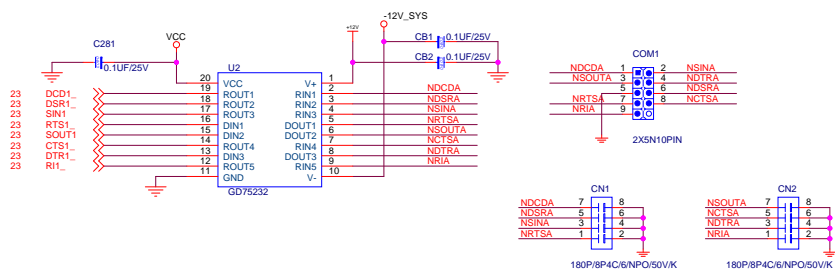 -12V_SYS
VCC
+12V
C281
0.1UF/25V
CB1
0.1UF/25V
CB2
0.1UF/25V
U2
20 VCC V+ 1
23 DCD1_ 19 ROUT1 RIN1 2 NDCDA
23 DSR1_ 18 ROUT2 RIN2 3 NDSRA
23 SIN1 17 ROUT3 RIN3 4 NSINA
23 RTS1_ 16 DIN1 DOUT1 5 NRTSA
23 SOUT1 15 DIN2 DOUT2 6 NSOUTA
23 CTS1_ 14 ROUT4 RIN4 7 NCTSA
23 DTR1_ 13 DIN3 DOUT3 8 NDTRA
23 RI1_ 12 ROUT5 RIN5 9 NRIA
11 GND V- 10
GD75232
COM1
NDCDA 1 2 NSINA
NSOUTA 3 4 NDTRA
5 6 NDSRA
NRTSA 7 8 NCTSA
NRIA 9
2X5N10PIN
CN1
NDCDA 7 8
NDSRA 5 6
NSINA 3 4
NRTSA 1 2
180P/8P4C/6/NPO/50V/K
CN2
NSOUTA 7 8
NCTSA 5 6
NDTRA 3 4
NRIA 1 2
180P/8P4C/6/NPO/50V/K